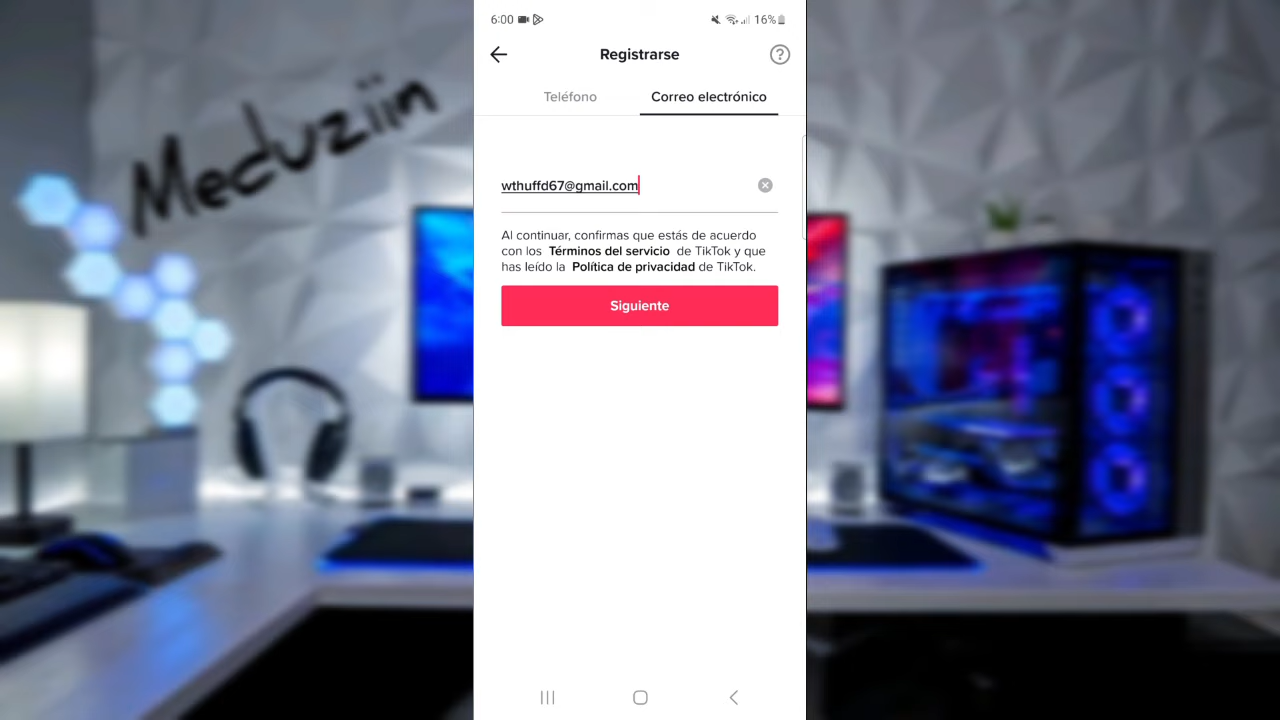 6:00
16%
Registrarse
Teléfono
Correo electrónico
Meduziin
wthuffd67@gmail.com
Al continuar, confirmas que estás de acuerdo
con los Términos del servicio de TikTok y que
has leído la Política de privacidad de TikTok.
Siguiente